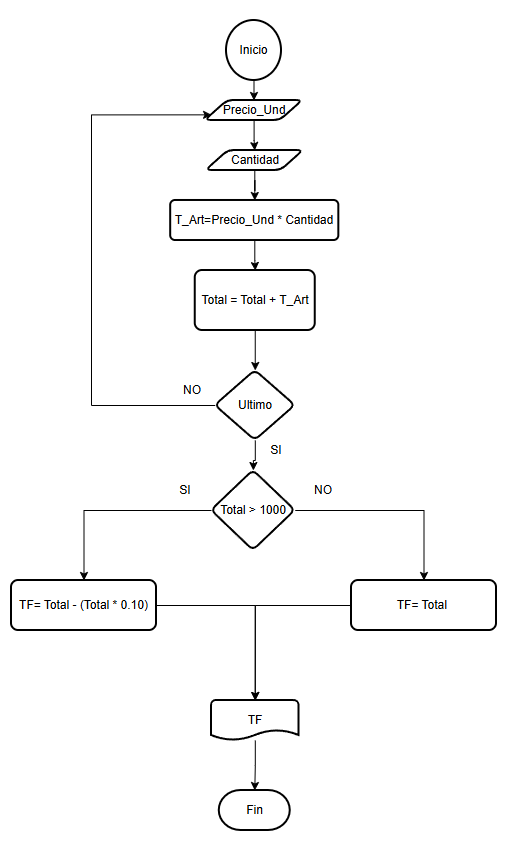 Inicio
Precio_Und
Cantidad
T_Art=Precio_Und * Cantidad
Total = Total + T_Art
NO
Ultimo
SI
SI
NO
Total > 1000
TF= Total - (Total * 0.10)
TF= Total
TF
Fin